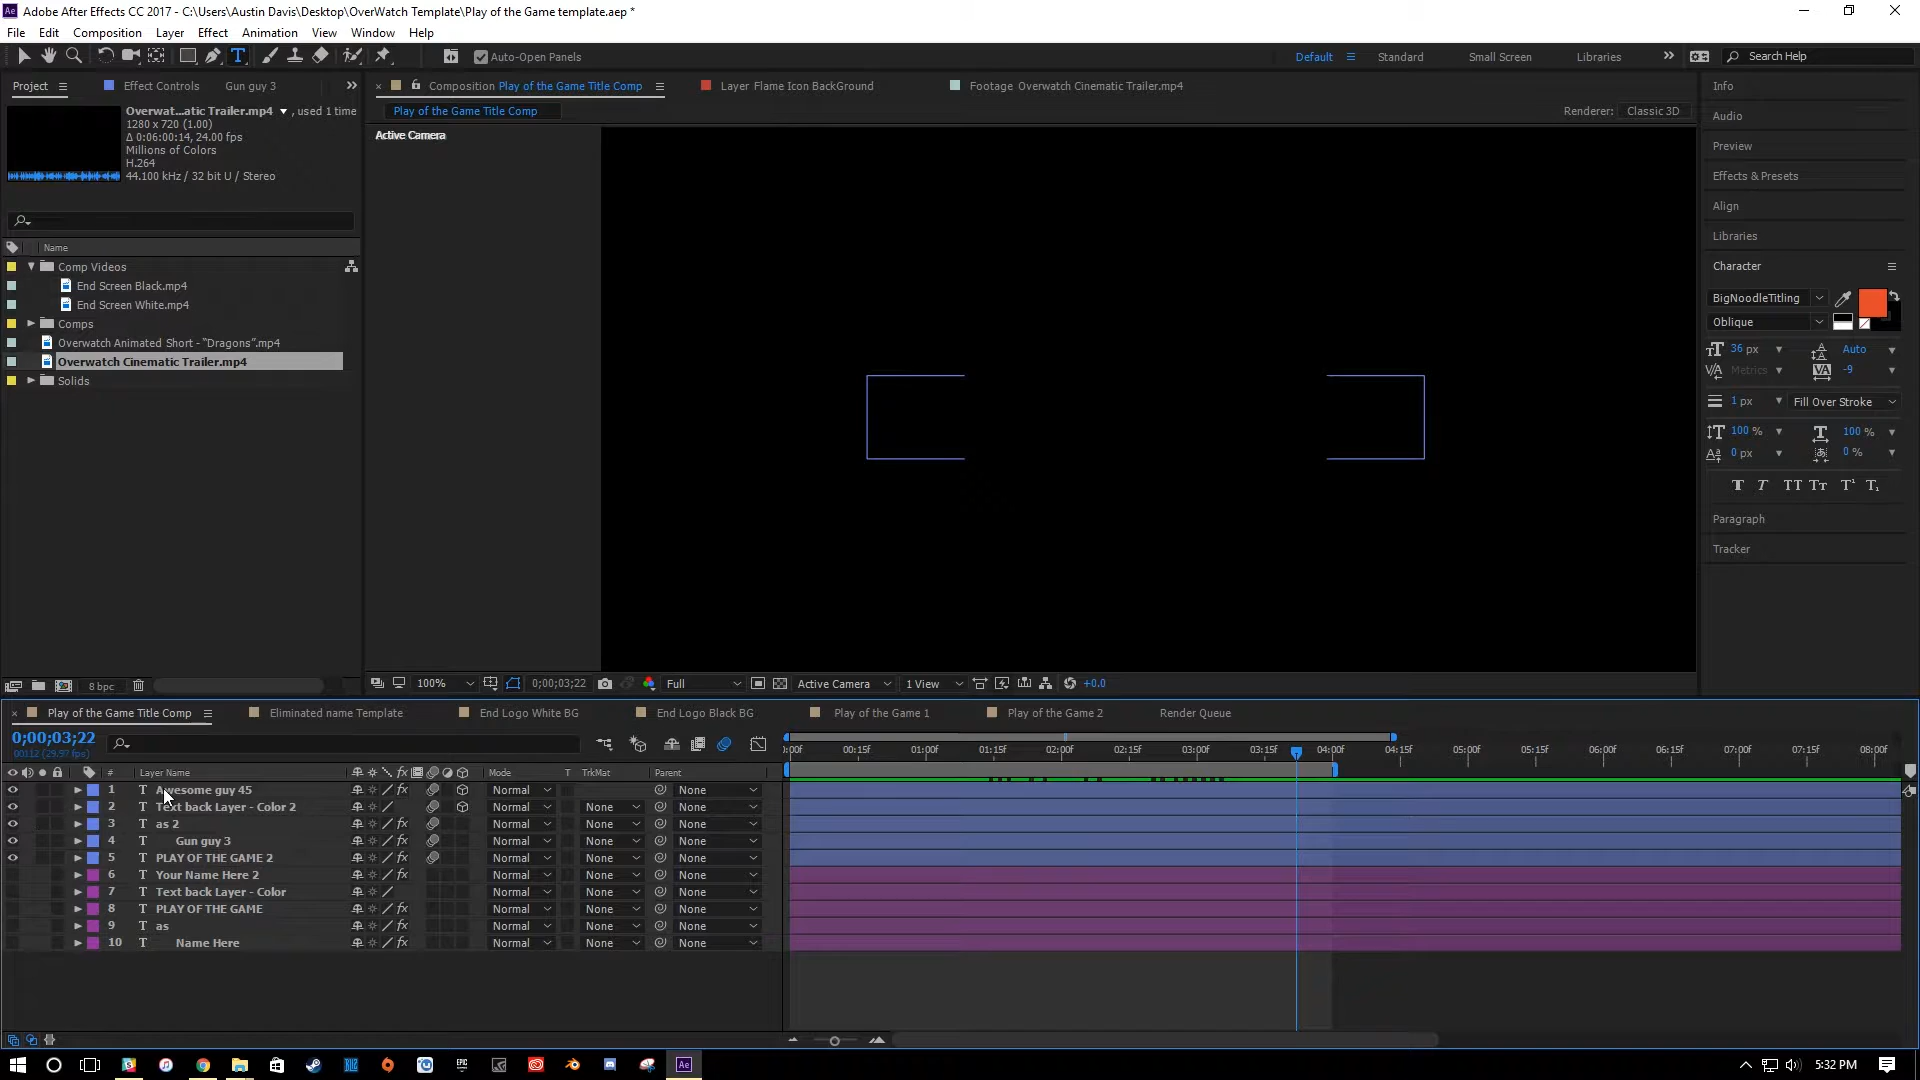 Adobe After Effects CC 2017 - C:\Users\Austin Davis\Desktop\OverWatch Template\Play of the Game template.aep *
File Edit Composition Layer Effect Animation View Window Help
Auto-Open Panels
Default Standard Small Screen Libraries Search Help
Project Effect Controls Gun guy 3
Composition Play of the Game Title Comp Layer Flame Icon BackGround Footage Overwatch Cinematic Trailer.mp4
Play of the Game Title Comp
Renderer: Classic 3D
Active Camera
Overwat...atic Trailer.mp4 , used 1 time
1280 x 720 (1.00)
Δ 0:06:00:14, 24.00 fps
Millions of Colors
H.264
44.100 kHz / 32 bit U / Stereo
Name
Comp Videos
End Screen Black.mp4
End Screen White.mp4
Comps
Overwatch Animated Short - "Dragons".mp4
Overwatch Cinematic Trailer.mp4
Solids
8 bpc
100% 0;00;03;22 Full Active Camera 1 View +0.0
Info
Audio
Preview
Effects & Presets
Align
Libraries
Character
BigNoodleTitling
Oblique
36 px Auto
Metrics -9
1 px Fill Over Stroke
100 % 100 %
0 px 0 %
T T TT Tr T¹ T₁
Paragraph
Tracker
Play of the Game Title Comp Eliminated name Template End Logo White BG End Logo Black BG Play of the Game 1 Play of the Game 2 Render Queue
0;00;03;22
00112 (29.97 fps)
:00f 00:15f 01:00f 01:15f 02:00f 02:15f 03:00f 03:15f 04:00f 04:15f 05:00f 05:15f 06:00f 06:15f 07:00f 07:15f 08:00f
# Layer Name Mode T TrkMat Parent
1 T Awesome guy 45 Normal None
2 T Text back Layer - Color 2 Normal None None
3 T as 2 Normal None None
4 T Gun guy 3 Normal None None
5 T PLAY OF THE GAME 2 Normal None None
6 T Your Name Here 2 Normal None None
7 T Text back Layer - Color Normal None None
8 T PLAY OF THE GAME Normal None None
9 T as Normal None None
10 T Name Here Normal None None
Ae 5:32 PM